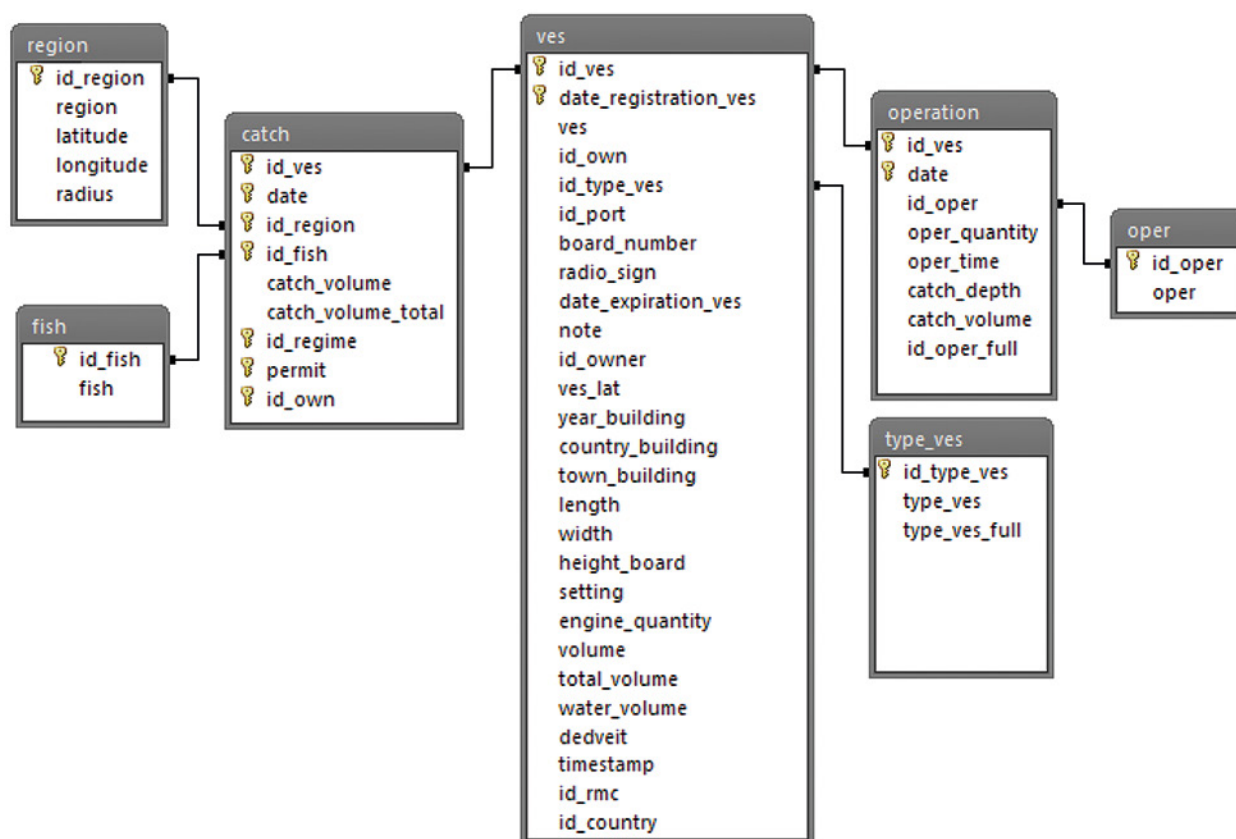 region
id_region
region
latitude
longitude
radius
fish
id_fish
fish
catch
id_ves
date
id_region
id_fish
catch_volume
catch_volume_total
id_regime
permit
id_own
ves
id_ves
date_registration_ves
ves
id_own
id_type_ves
id_port
board_number
radio_sign
date_expiration_ves
note
id_owner
ves_lat
year_building
country_building
town_building
length
width
height_board
setting
engine_quantity
volume
total_volume
water_volume
dedveit
timestamp
id_rmc
id_country
operation
id_ves
date
id_oper
oper_quantity
oper_time
catch_depth
catch_volume
id_oper_full
type_ves
id_type_ves
type_ves
type_ves_full
oper
id_oper
oper